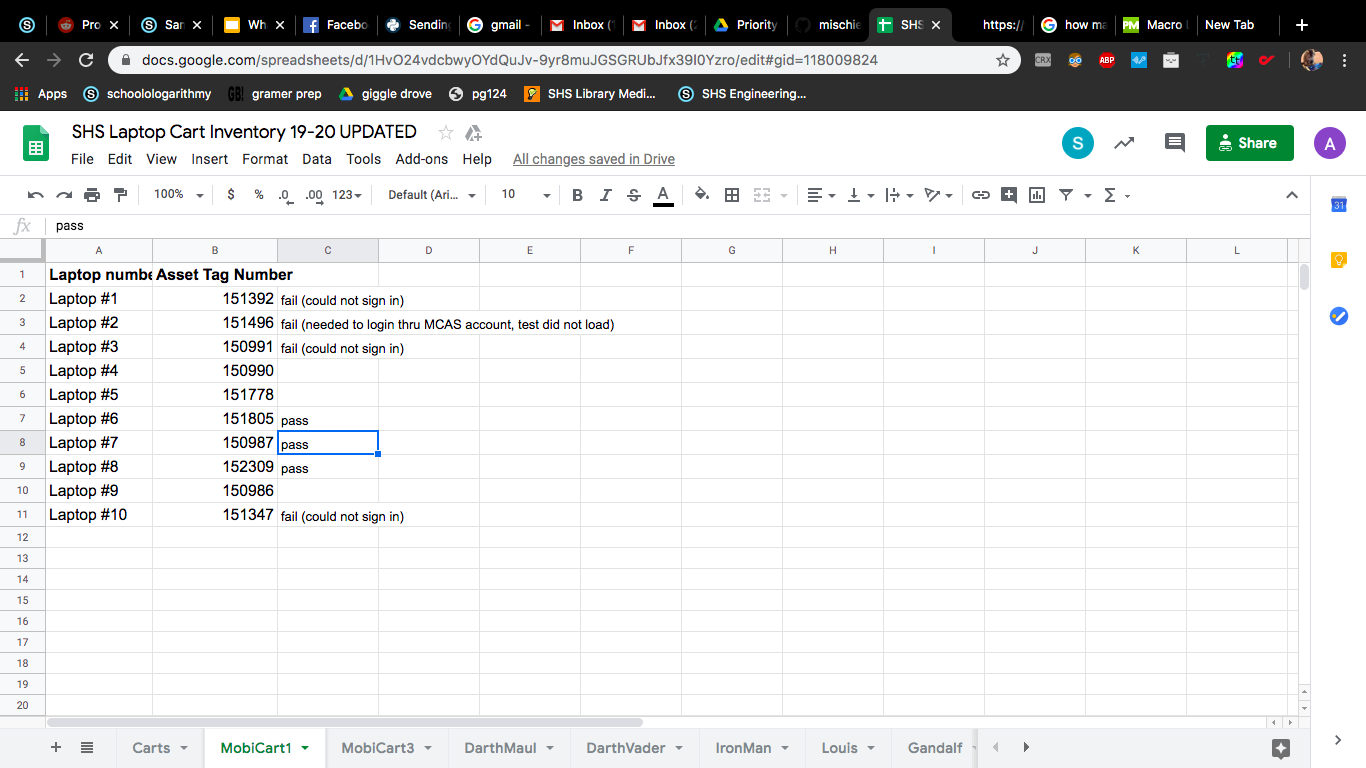 Pro
Sar
Wh
Facebo
Sending
gmail -
Inbox (
Inbox (
Priority
mischie
SHS
https://
how ma
PM Macro
New Tab
docs.google.com/spreadsheets/d/1HvO24vdcbwyOYdQuJv-9yr8muJGSGRUbJfx39I0Yzro/edit#gid=118009824
CRX
ABP
Apps
schoolologarithmy
GB! gramer prep
giggle drove
pg124
SHS Library Medi...
SHS Engineering...
SHS Laptop Cart Inventory 19-20 UPDATED
S
Share
A
File Edit View Insert Format Data Tools Add-ons Help All changes saved in Drive
100% $ % .0 .00 123 Default (Ari... 10 B I S A
31
fx pass
A B C D E F G H I J K L
1 Laptop numbe Asset Tag Number
2 Laptop #1 151392 fail (could not sign in)
3 Laptop #2 151496 fail (needed to login thru MCAS account, test did not load)
4 Laptop #3 150991 fail (could not sign in)
5 Laptop #4 150990
6 Laptop #5 151778
7 Laptop #6 151805 pass
8 Laptop #7 150987 pass
9 Laptop #8 152309 pass
10 Laptop #9 150986
11 Laptop #10 151347 fail (could not sign in)
12
13
14
15
16
17
18
19
20
Carts MobiCart1 MobiCart3 DarthMaul DarthVader IronMan Louis Gandalf